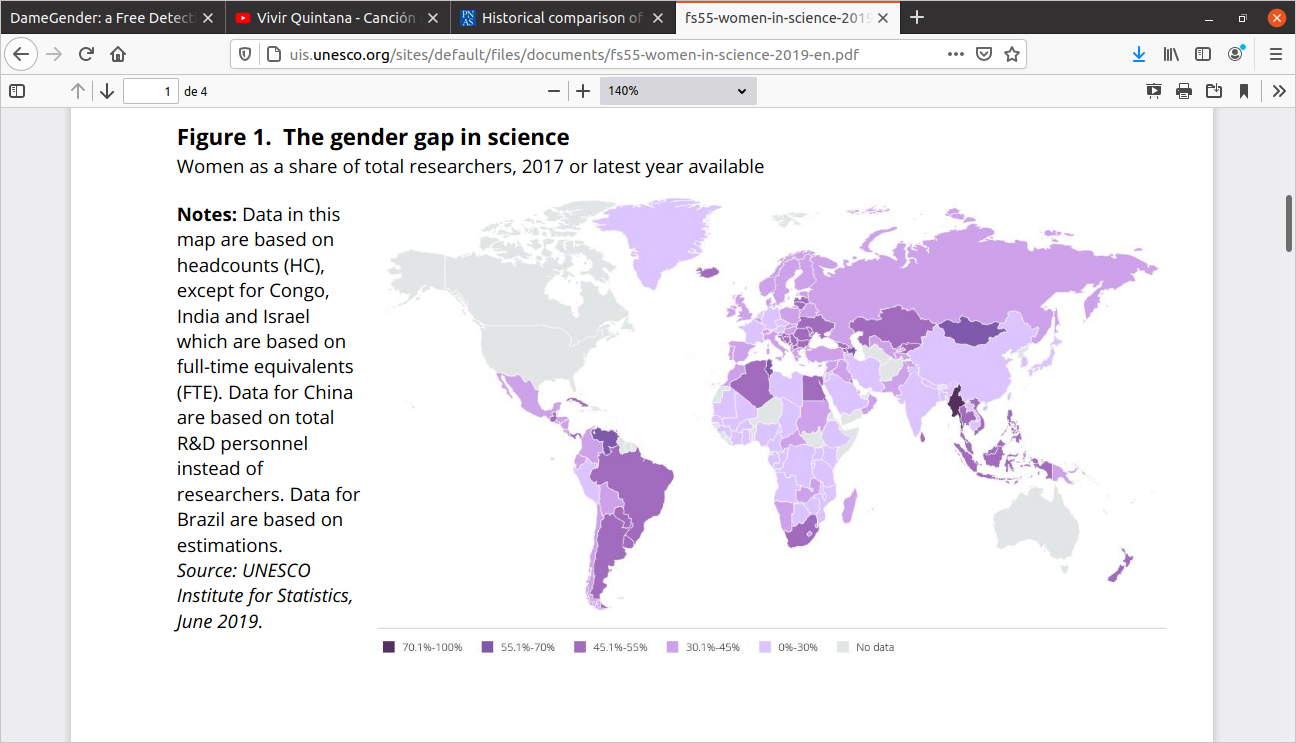 DameGender: a Free Detecti
Vivir Quintana - Canción
PNAS
Historical comparison of
fs55-women-in-science-2019
uis.unesco.org/sites/default/files/documents/fs55-women-in-science-2019-en.pdf
1 de 4
140%
Figure 1. The gender gap in science
Women as a share of total researchers, 2017 or latest year available
Notes: Data in this
map are based on
headcounts (HC),
except for Congo,
India and Israel
which are based on
full-time equivalents
(FTE). Data for China
are based on total
R&D personnel
instead of
researchers. Data for
Brazil are based on
estimations.
Source: UNESCO
Institute for Statistics,
June 2019.
70.1%-100% 55.1%-70% 45.1%-55% 30.1%-45% 0%-30% No data